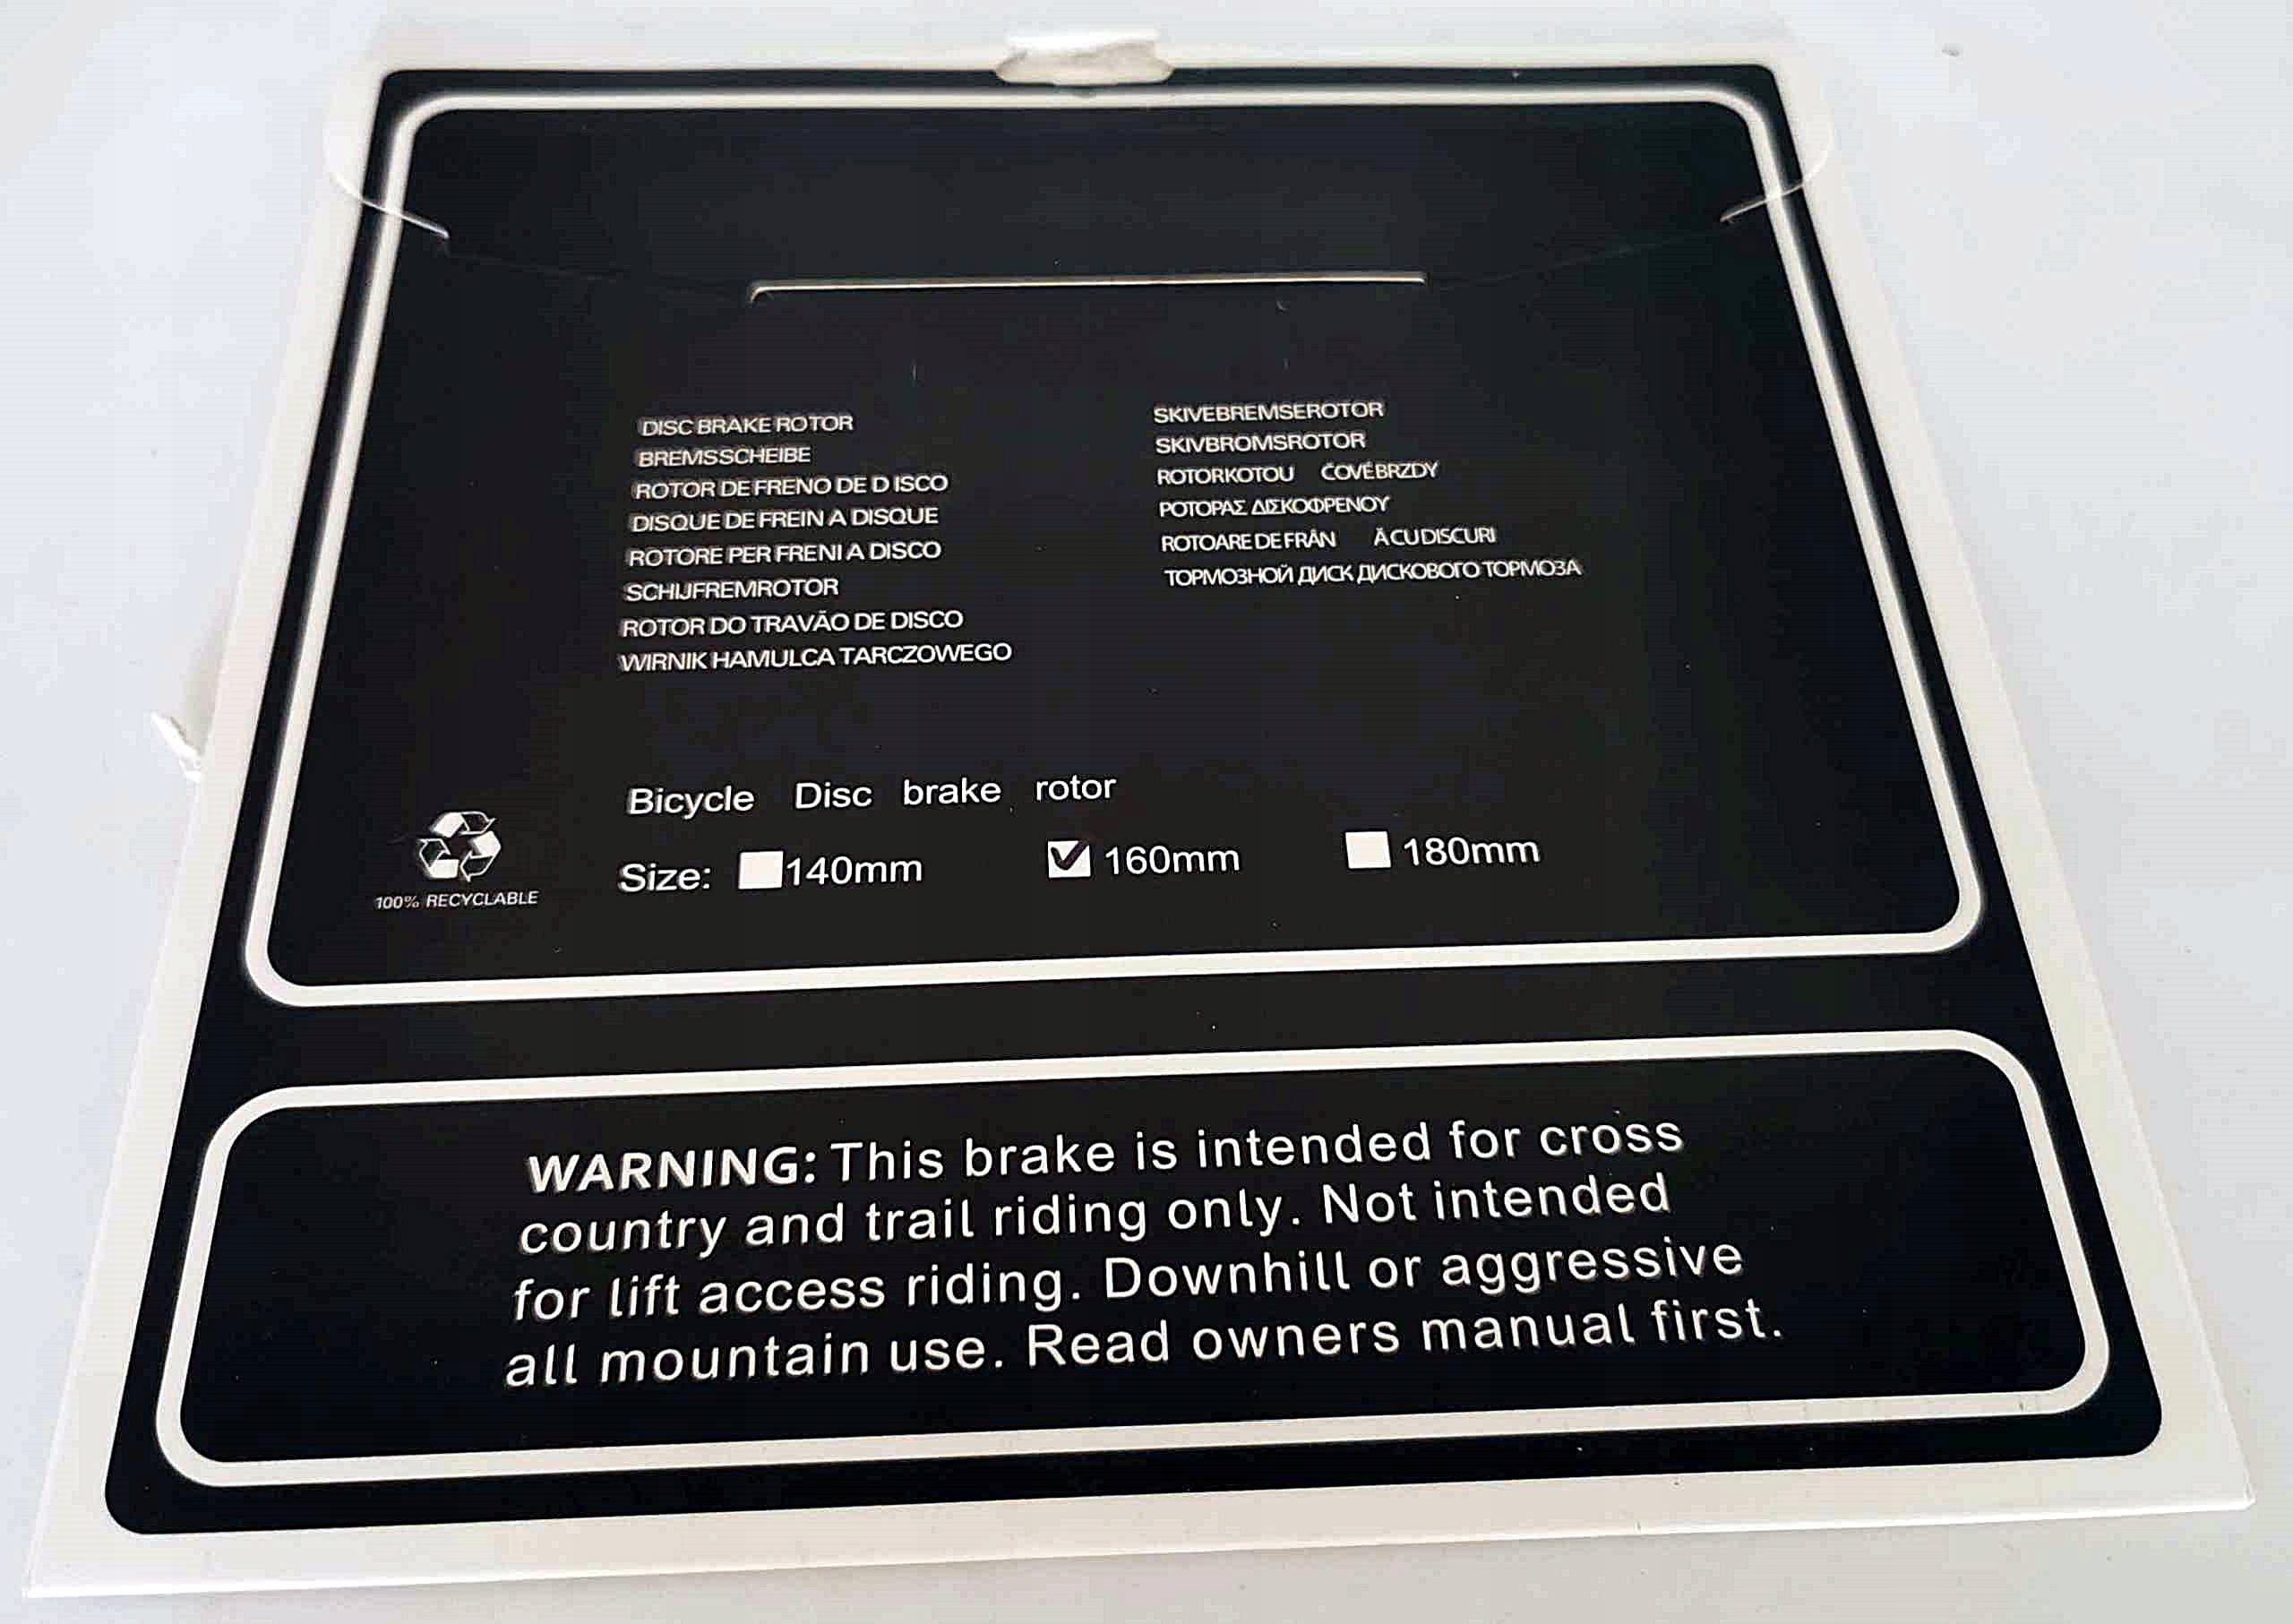 DISC BRAKE ROTOR
BREMSSCHEIBE
ROTOR DE FRENO DE D ISCO
DISQUE DE FREIN A DISQUE
ROTORE PER FRENI A DISCO
SCHIJFREMROTOR
ROTOR DO TRAVÃO DE DISCO
WIRNIK HAMULCA TARCZOWEGO
SKIVEBREMSEROTOR
SKIVBROMSROTOR
ROTORKOTOU ČOVÉ BRZDY
ΡΟΤΟΡΑΣ ΔΙΣΚΟΦΡΕΝΟΥ
ROTOARE DE FRÂN Ă CU DISCURI
ТОРМОЗНОЙ ДИСК ДИСКОВОГО ТОРМОЗА
Bicycle Disc brake rotor
Size: 140mm 160mm 180mm
100% RECYCLABLE
WARNING: This brake is intended for cross
country and trail riding only. Not intended
for lift access riding. Downhill or aggressive
all mountain use. Read owners manual first.